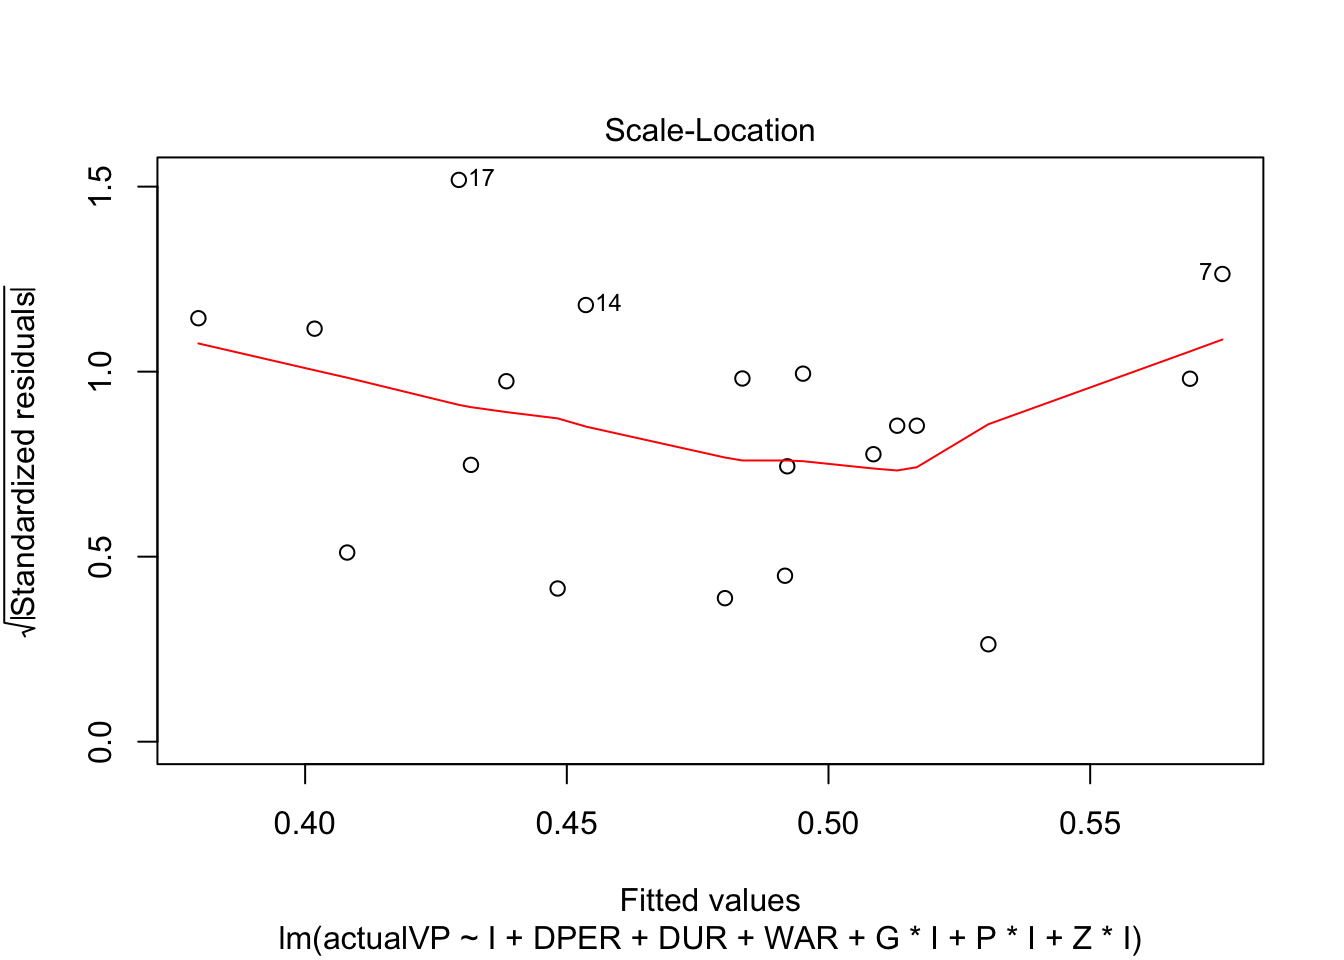 Scale-Location
√|Standardized residuals|
1.5
1.0
0.5
0.0
17
14
7
0.40
0.45
0.50
0.55
Fitted values
lm(actualVP ~ I + DPER + DUR + WAR + G * I + P * I + Z * I)